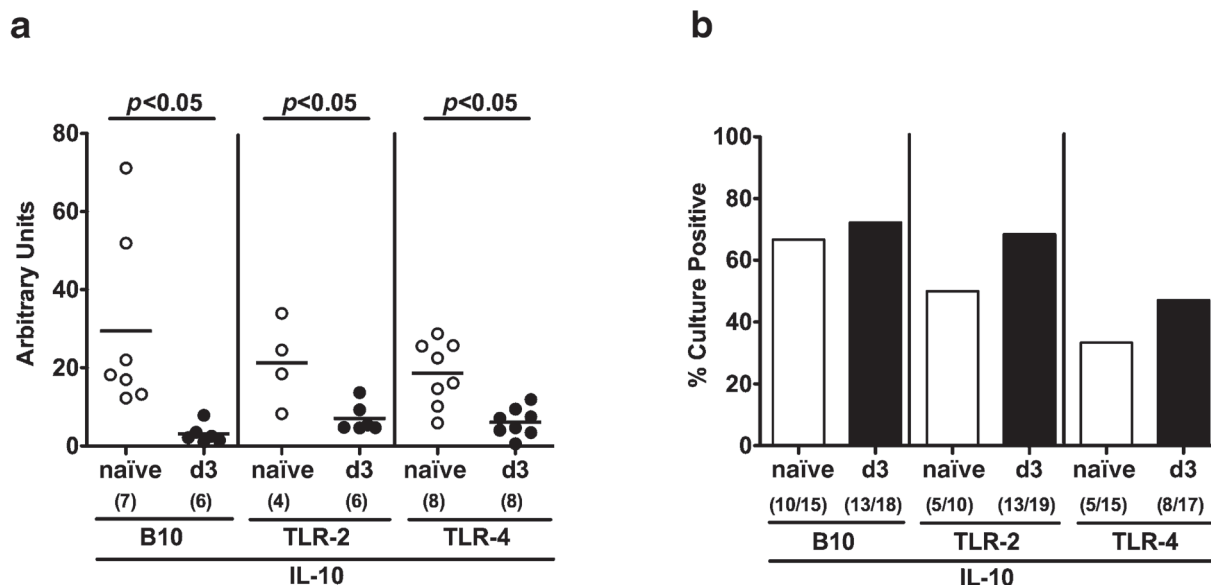 a
p<0.05 p<0.05 p<0.05
Arbitrary Units
80
60
40
20
0
naïve d3 naïve d3 naïve d3
(7) (6) (4) (6) (8) (8)
B10 TLR-2 TLR-4
IL-10
b
% Culture Positive
100
80
60
40
20
0
naïve d3 naïve d3 naïve d3
(10/15) (13/18) (5/10) (13/19) (5/15) (8/17)
B10 TLR-2 TLR-4
IL-10